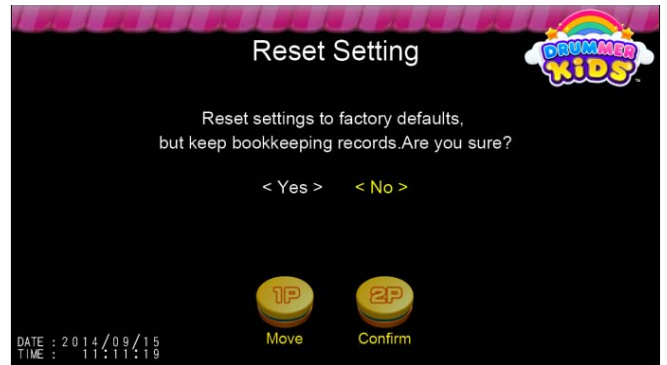 Reset Setting
DRUMMER
KIDS
Reset settings to factory defaults,
but keep bookkeeping records.Are you sure?
< Yes > < No >
1P 2P
Move Confirm
DATE : 2014/09/15
TIME : 11:11:19